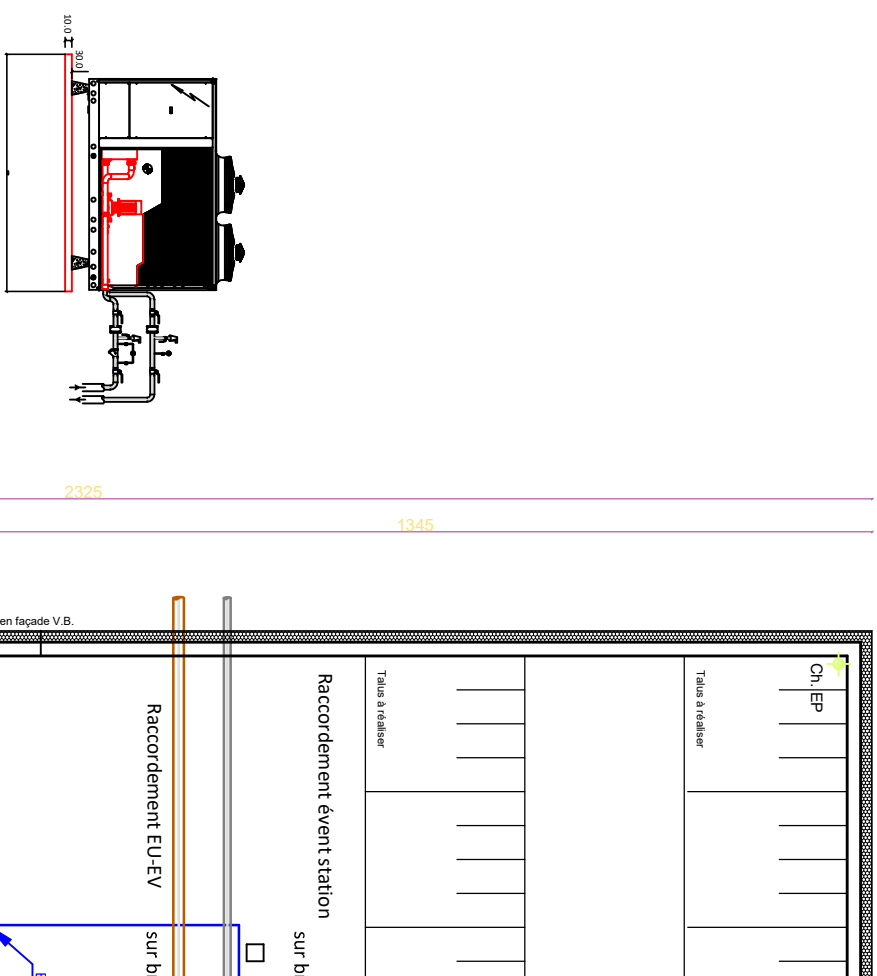 10.0
30.0
2325
1345
en façade V.B.
Ch. EP
Talus à réaliser
Talus à réaliser
Raccordement évent station
Raccordement EU-EV
sur
sur